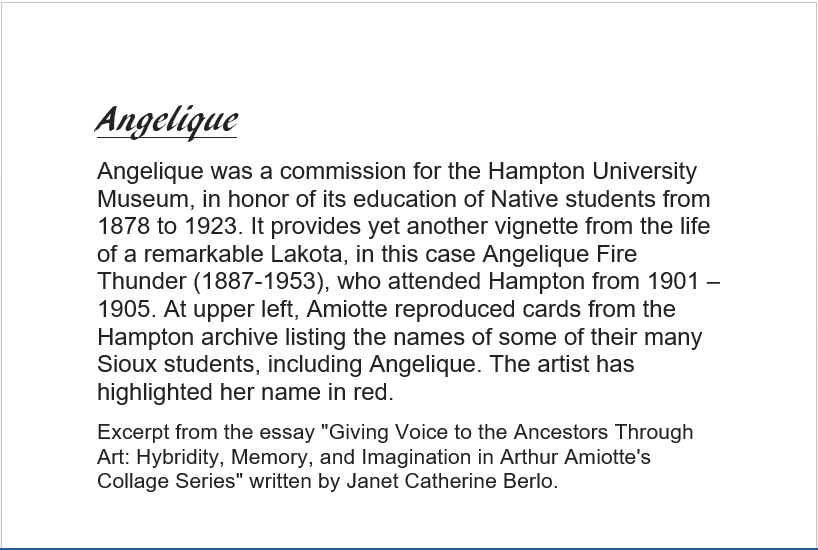 Angelique
Angelique was a commission for the Hampton University
Museum, in honor of its education of Native students from
1878 to 1923. It provides yet another vignette from the life
of a remarkable Lakota, in this case Angelique Fire
Thunder (1887-1953), who attended Hampton from 1901 –
1905. At upper left, Amiotte reproduced cards from the
Hampton archive listing the names of some of their many
Sioux students, including Angelique. The artist has
highlighted her name in red.
Excerpt from the essay "Giving Voice to the Ancestors Through
Art: Hybridity, Memory, and Imagination in Arthur Amiotte's
Collage Series" written by Janet Catherine Berlo.